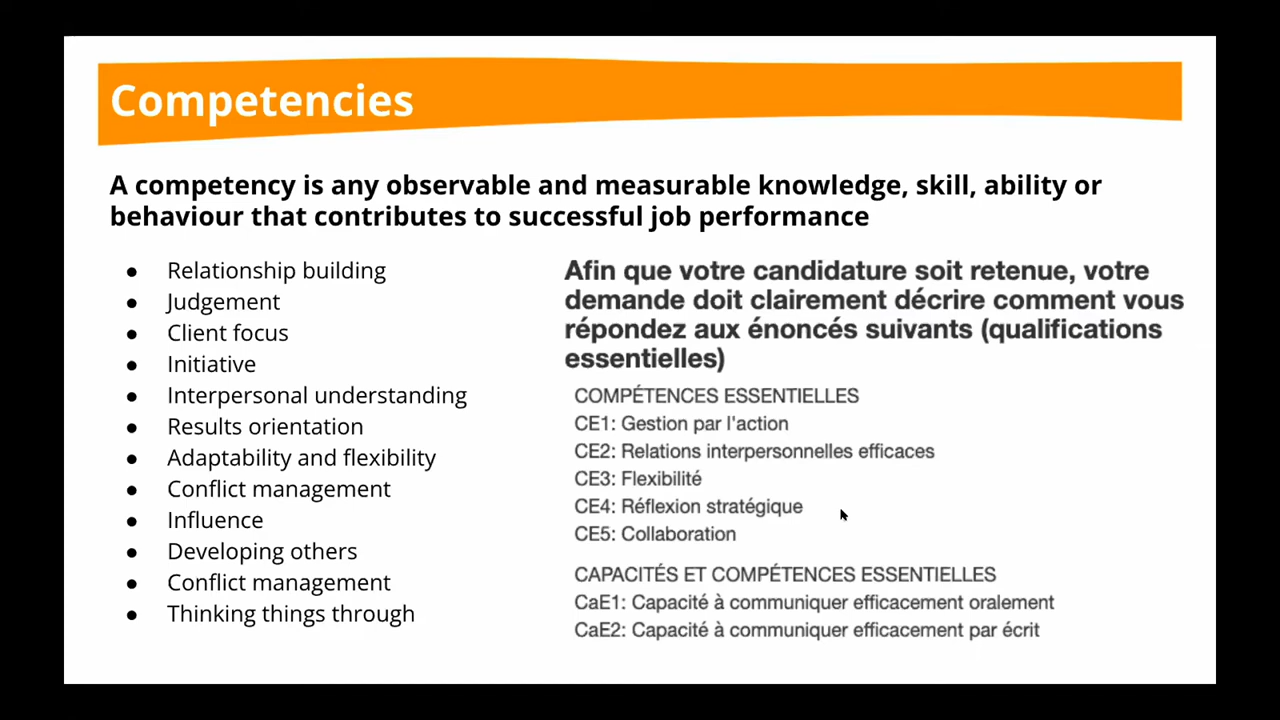 Competencies
A competency is any observable and measurable knowledge, skill, ability or
behaviour that contributes to successful job performance
● Relationship building
● Judgement
● Client focus
● Initiative
● Interpersonal understanding
● Results orientation
● Adaptability and flexibility
● Conflict management
● Influence
● Developing others
● Conflict management
● Thinking things through
Afin que votre candidature soit retenue, votre
demande doit clairement décrire comment vous
répondez aux énoncés suivants (qualifications
essentielles)
COMPÉTENCES ESSENTIELLES
CE1: Gestion par l'action
CE2: Relations interpersonnelles efficaces
CE3: Flexibilité
CE4: Réflexion stratégique
CE5: Collaboration
CAPACITÉS ET COMPÉTENCES ESSENTIELLES
CaE1: Capacité à communiquer efficacement oralement
CaE2: Capacité à communiquer efficacement par écrit